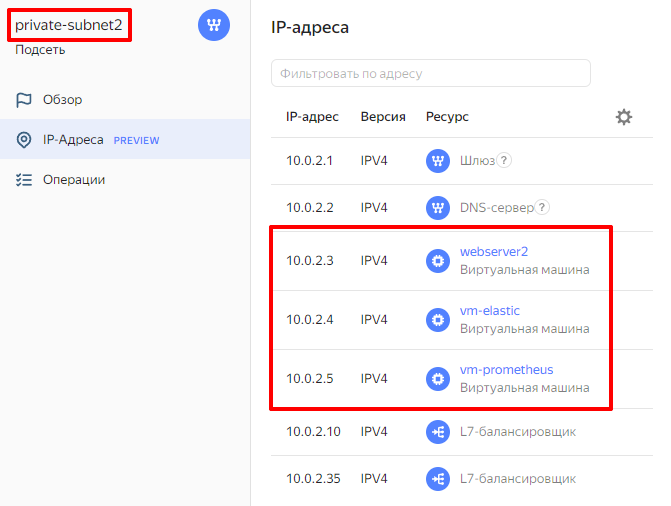 private-subnet2
Подсеть
Обзор
IP-Адреса PREVIEW
Операции
IP-адреса
Фильтровать по адресу
IP-адрес Версия Ресурс
10.0.2.1 IPV4 Шлюз ?
10.0.2.2 IPV4 DNS-сервер ?
10.0.2.3 IPV4 webserver2
Виртуальная машина
10.0.2.4 IPV4 vm-elastic
Виртуальная машина
10.0.2.5 IPV4 vm-prometheus
Виртуальная машина
10.0.2.10 IPV4 L7-балансировщик
10.0.2.35 IPV4 L7-балансировщик